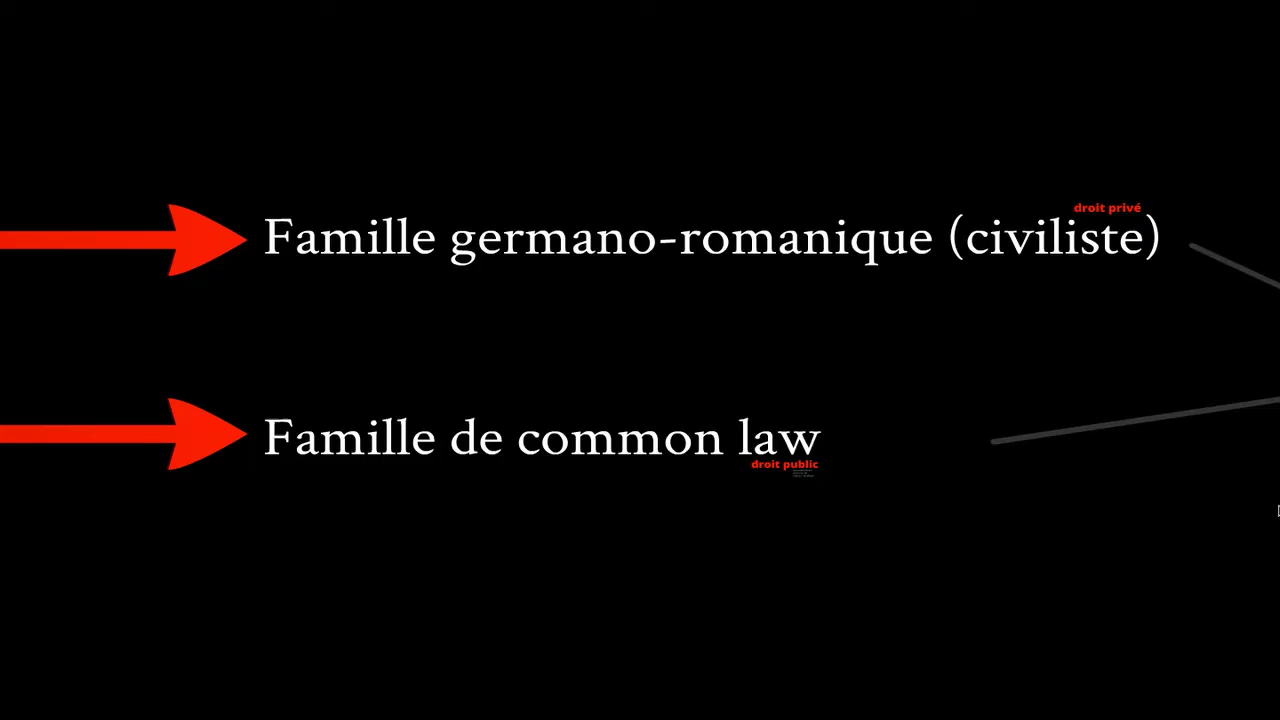 droit privé
Famille germano-romanique (civiliste)
Famille de common law
droit public